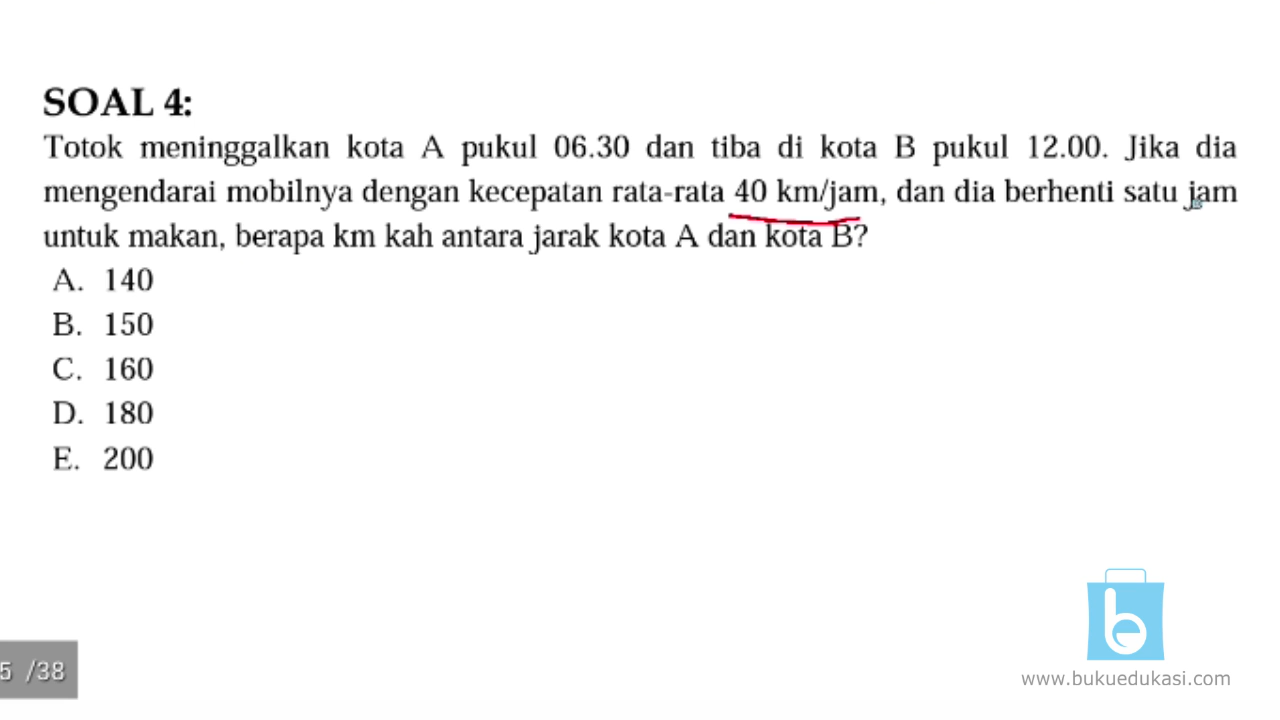 SOAL 4:
Totok meninggalkan kota A pukul 06.30 dan tiba di kota B pukul 12.00. Jika dia
mengendarai mobilnya dengan kecepatan rata-rata 40 km/jam, dan dia berhenti satu jam
untuk makan, berapa km kah antara jarak kota A dan kota B?
A. 140
B. 150
C. 160
D. 180
E. 200
5 /38
www.bukuedukasi.com